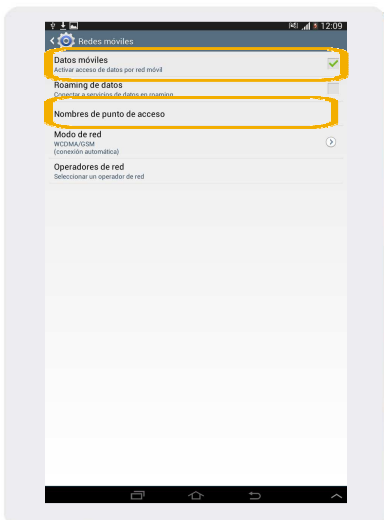 12:09
Redes móviles
Datos móviles
Activar acceso de datos por red móvil
Roaming de datos
Conectar a servicios de datos en roaming
Nombres de punto de acceso
Modo de red
WCDMA/GSM
(conexión automática)
Operadores de red
Seleccionar un operador de red